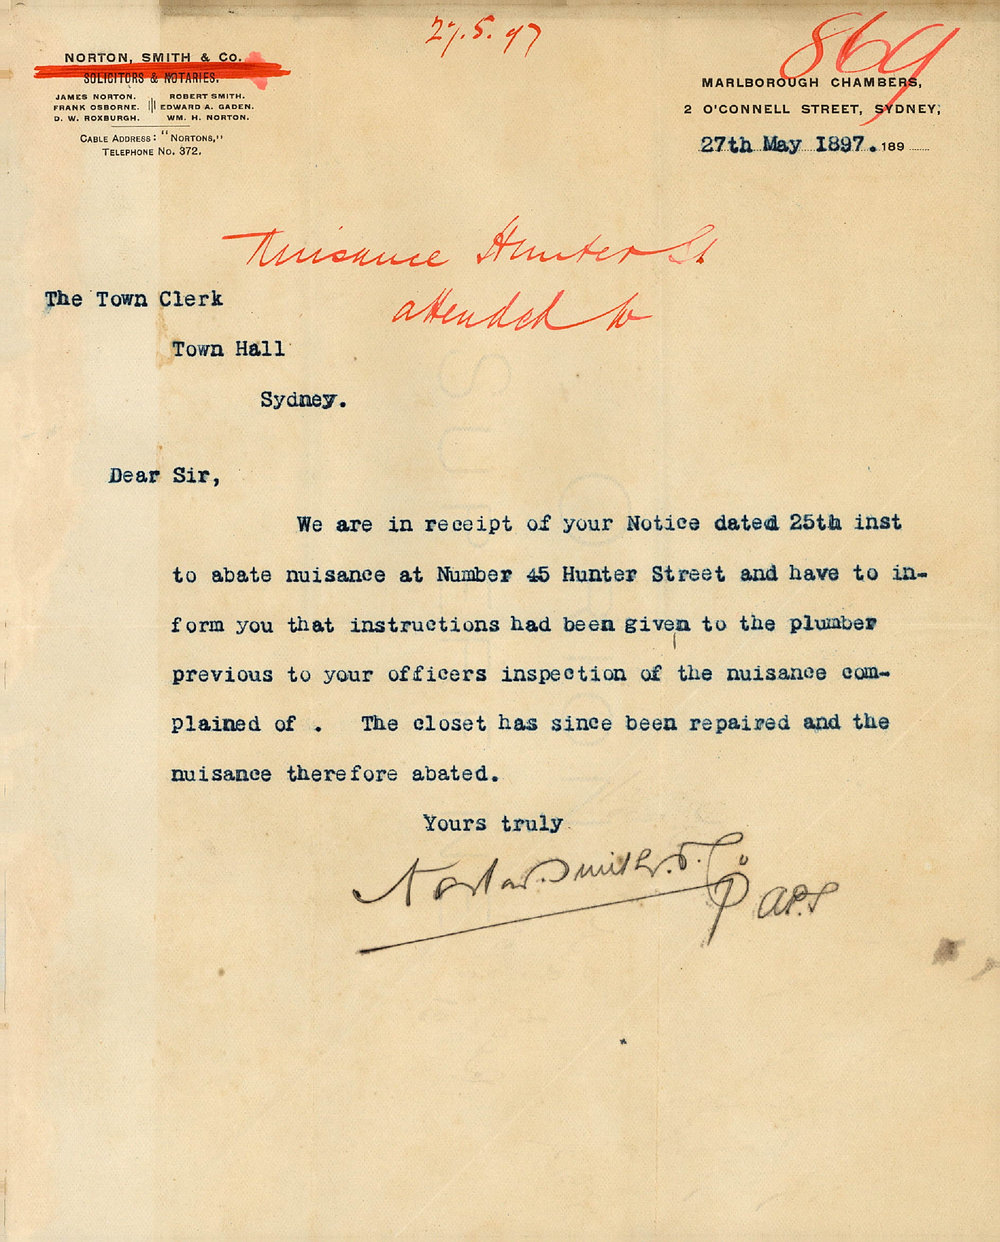 27.5.97
869
NORTON, SMITH & CO.
SOLICITORS & NOTARIES.
JAMES NORTON. ROBERT SMITH.
FRANK OSBORNE. EDWARD A. GADEN.
D. W. ROXBURGH. WM. H. NORTON.
CABLE ADDRESS: "NORTONS,"
TELEPHONE NO. 372.
MARLBOROUGH CHAMBERS,
2 O'CONNELL STREET, SYDNEY,
27th May 1897. 189
Nuisance Hunter St
attended to
The Town Clerk
Town Hall
Sydney.
Dear Sir,
We are in receipt of your Notice dated 25th inst
to abate nuisance at Number 45 Hunter Street and have to in-
form you that instructions had been given to the plumber
previous to your officers inspection of the nuisance com-
plained of . The closet has since been repaired and the
nuisance therefore abated.
Yours truly
Norton Smith & Co